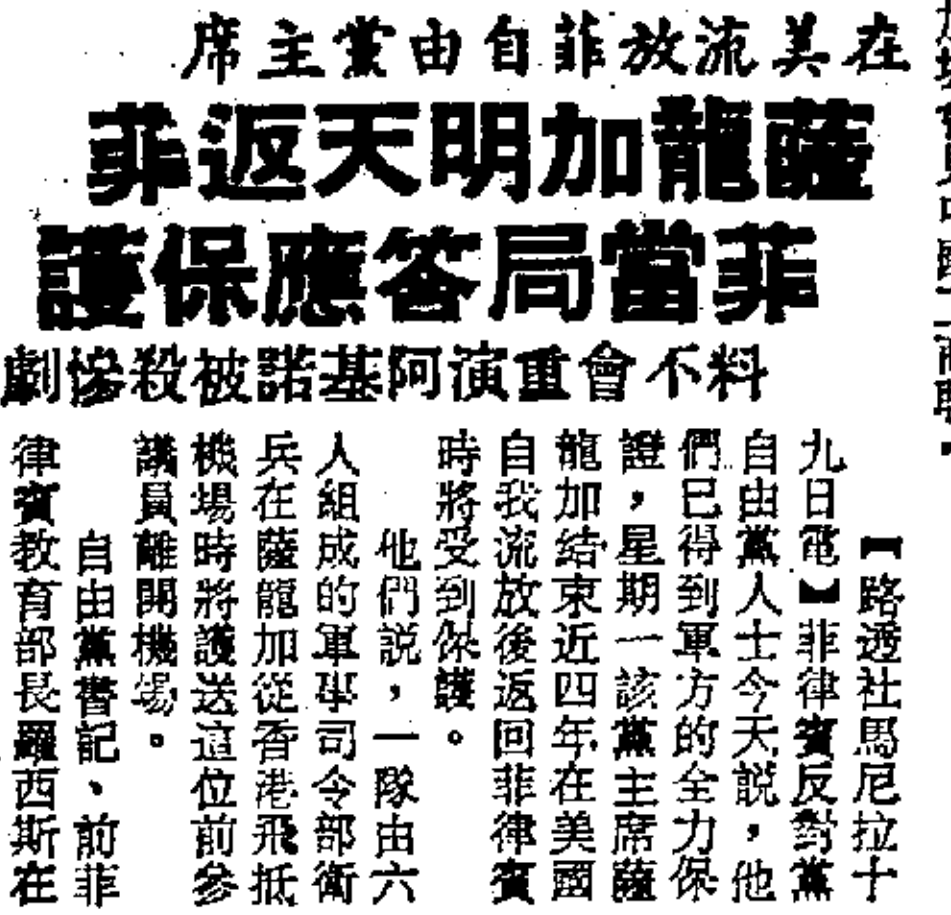 在美流放菲自由黨主席
薩龍加明天返菲
菲當局答應保護
料不會重演阿基諾被殺慘劇
【路透社馬尼拉十
九日電】菲律賓反對黨
自由黨人士今天説，他
們已得到軍方的全力保
證，星期一該黨主席薩
龍加結束近四年在美國
自我流放後返回菲律賓
時將受到保護。
他們説，一隊由六
人組成的軍事司令部衛
兵在薩龍加從香港飛抵
機場時將護送這位前參
議員離開機場。
自由黨書記、前菲
律賓教育部長羅西斯在